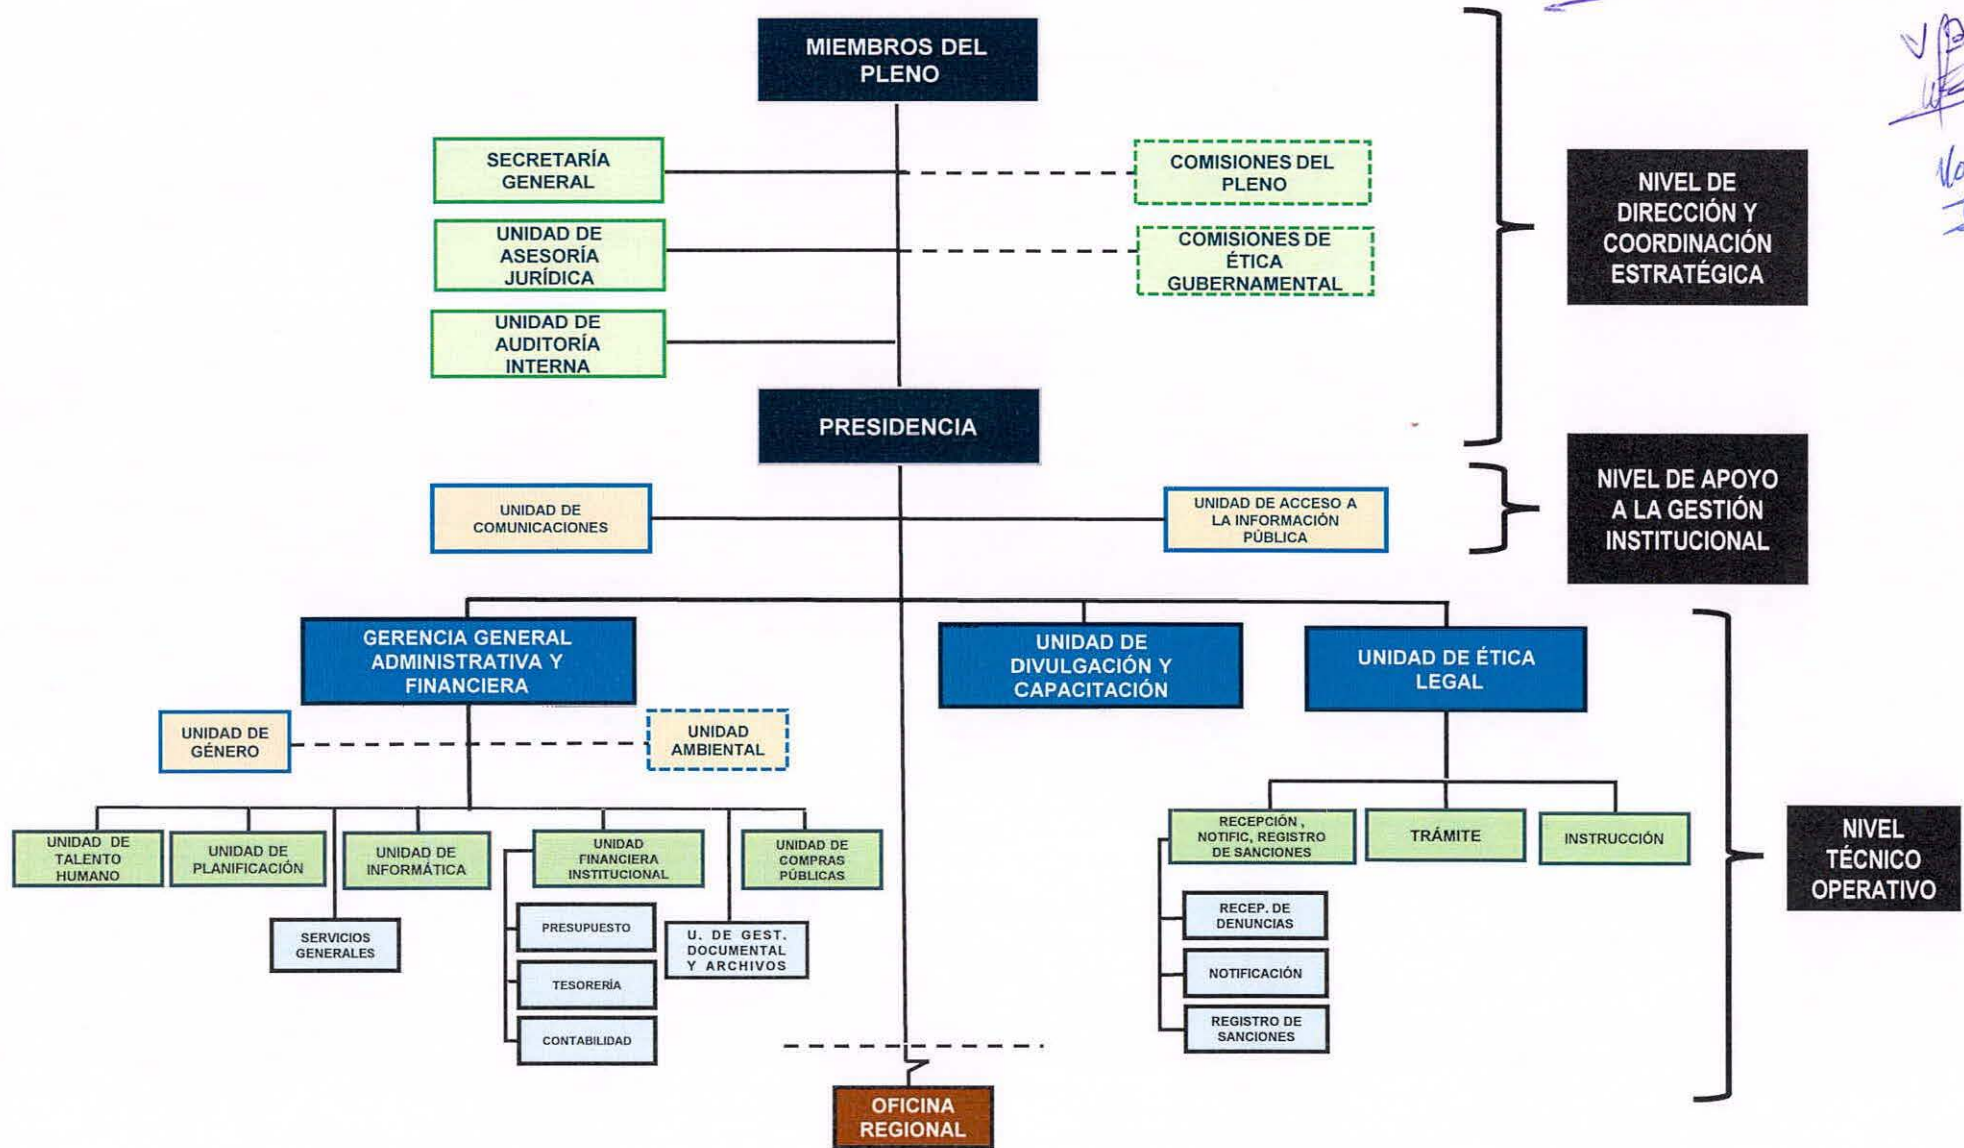 MIEMBROS DEL
PLENO
SECRETARÍA
GENERAL
COMISIONES DEL
PLENO
UNIDAD DE
ASESORÍA
JURÍDICA
COMISIONES DE
ÉTICA
GUBERNAMENTAL
UNIDAD DE
AUDITORÍA
INTERNA
NIVEL DE
DIRECCIÓN Y
COORDINACIÓN
ESTRATÉGICA
PRESIDENCIA
UNIDAD DE
COMUNICACIONES
UNIDAD DE ACCESO A
LA INFORMACIÓN
PÚBLICA
NIVEL DE APOYO
A LA GESTIÓN
INSTITUCIONAL
GERENCIA GENERAL
ADMINISTRATIVA Y
FINANCIERA
UNIDAD DE
DIVULGACIÓN Y
CAPACITACIÓN
UNIDAD DE ÉTICA
LEGAL
UNIDAD DE
GÉNERO
UNIDAD
AMBIENTAL
UNIDAD DE
TALENTO
HUMANO
UNIDAD DE
PLANIFICACIÓN
UNIDAD DE
INFORMÁTICA
UNIDAD
FINANCIERA
INSTITUCIONAL
UNIDAD DE
COMPRAS
PÚBLICAS
RECEPCIÓN ,
NOTIFIC, REGISTRO
DE SANCIONES
TRÁMITE
INSTRUCCIÓN
NIVEL
TÉCNICO
OPERATIVO
SERVICIOS
GENERALES
PRESUPUESTO
TESORERÍA
CONTABILIDAD
U. DE GEST.
DOCUMENTAL
Y ARCHIVOS
RECEP. DE
DENUNCIAS
NOTIFICACIÓN
REGISTRO DE
SANCIONES
OFICINA
REGIONAL